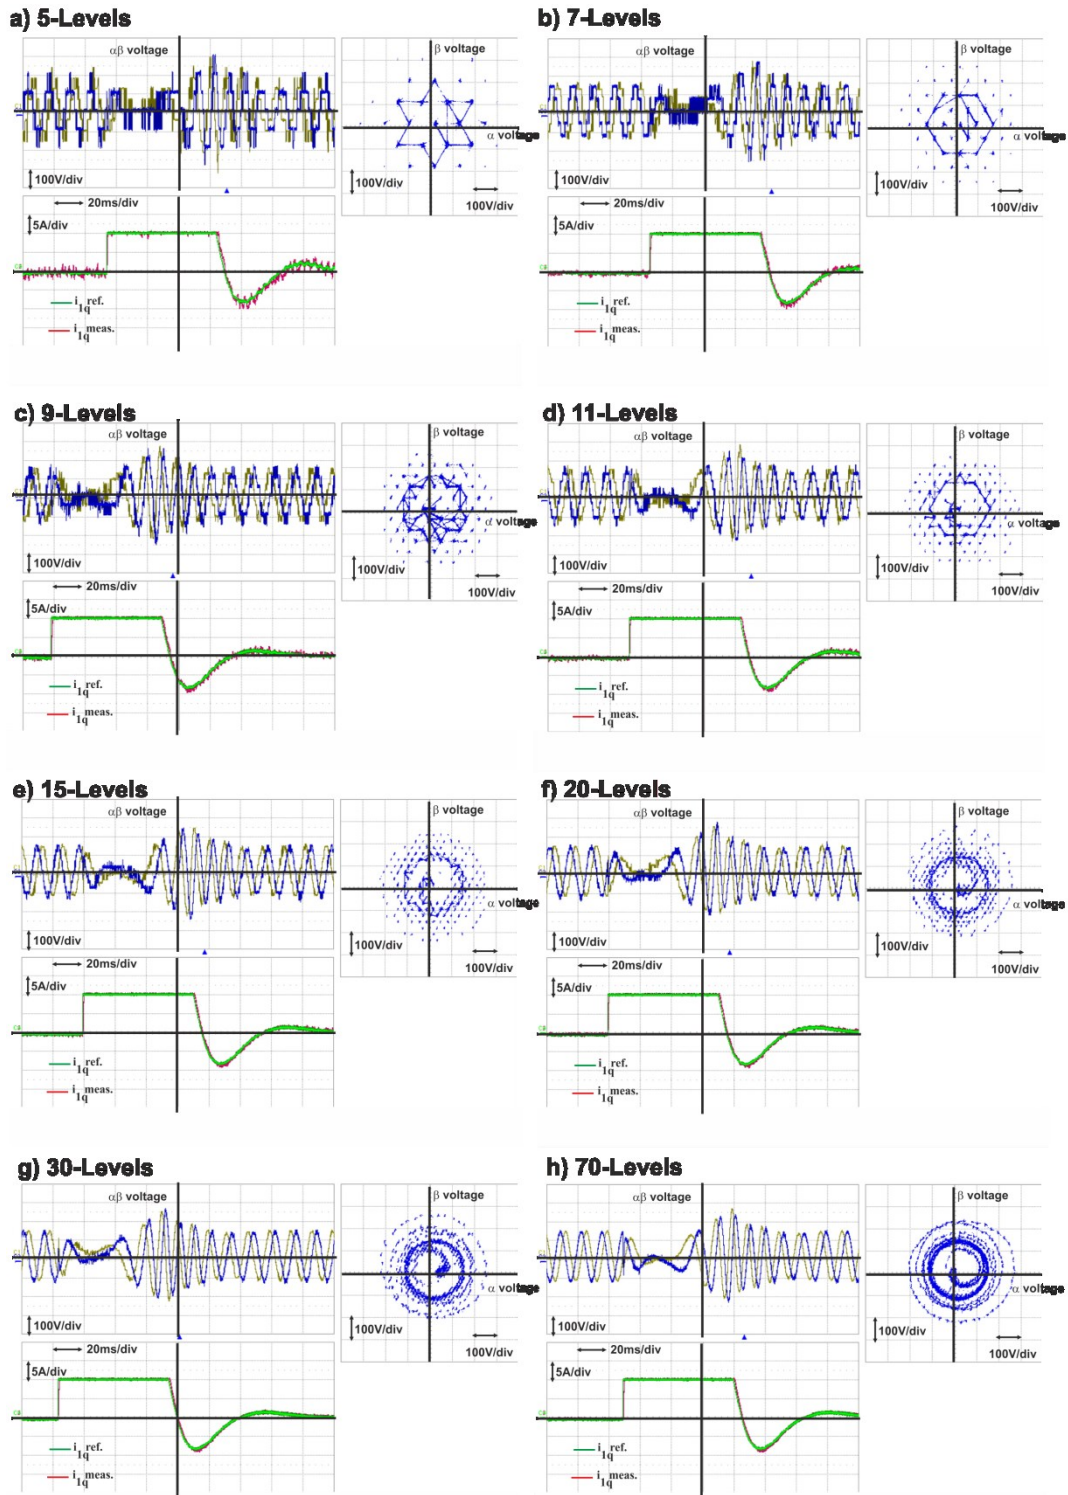 a) 5-Levels
αβ voltage
100V/div
β voltage
α voltage
100V/div
100V/div
20ms/div
5A/div
i1q ref.
i1q meas.
b) 7-Levels
αβ voltage
100V/div
β voltage
α voltage
100V/div
100V/div
20ms/div
5A/div
i1q ref.
i1q meas.
c) 9-Levels
αβ voltage
100V/div
β voltage
α voltage
100V/div
100V/div
20ms/div
5A/div
i1q ref.
i1q meas.
d) 11-Levels
αβ voltage
100V/div
β voltage
α voltage
100V/div
100V/div
20ms/div
5A/div
i1q ref.
i1q meas.
e) 15-Levels
αβ voltage
100V/div
β voltage
α voltage
100V/div
100V/div
20ms/div
5A/div
i1q ref.
i1q meas.
f) 20-Levels
αβ voltage
100V/div
β voltage
α voltage
100V/div
100V/div
20ms/div
5A/div
i1q ref.
i1q meas.
g) 30-Levels
αβ voltage
100V/div
β voltage
α voltage
100V/div
100V/div
20ms/div
5A/div
i1q ref.
i1q meas.
h) 70-Levels
αβ voltage
100V/div
β voltage
α voltage
100V/div
100V/div
20ms/div
5A/div
i1q ref.
i1q meas.